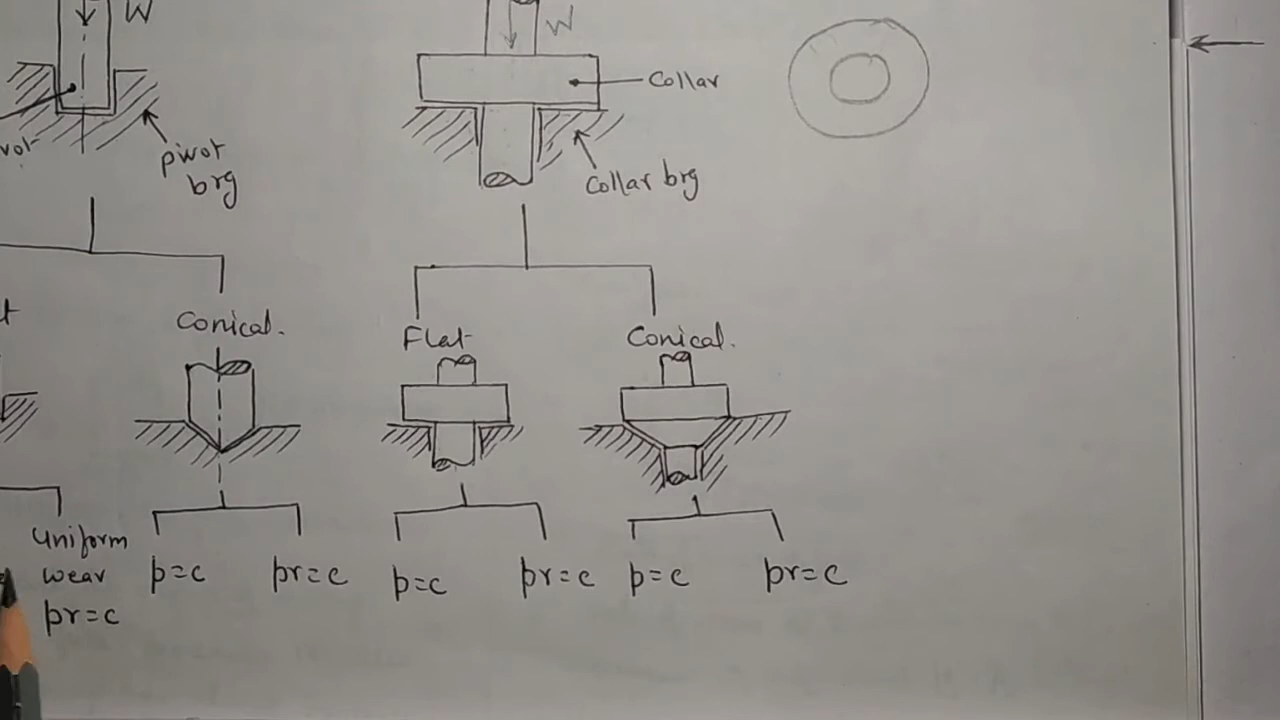 W
W
Collar
pivot
brg
Collar brg
Conical.
Flat
Conical.
Uniform
wear
pr=c
p=c
pr=c
p=c
pr=c
p=c
pr=c